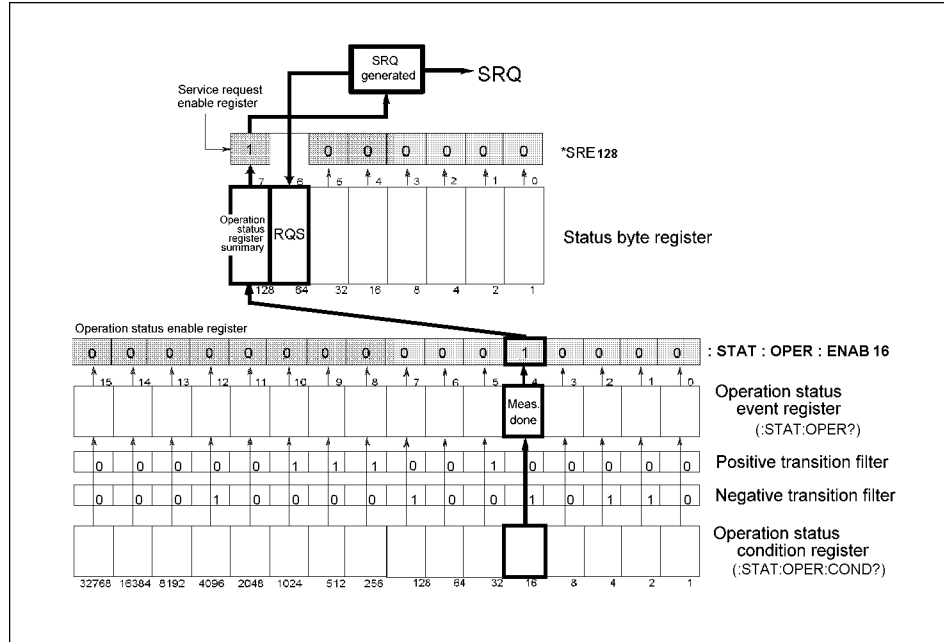 SRQ
generated
SRQ
Service request
enable register
1 0 0 0 0 0 0
*SRE128
7 6 5 4 3 2 1 0
Operation
status
register
summary
RQS
Status byte register
128 64 32 16 8 4 2 1
Operation status enable register
0 0 0 0 0 0 0 0 0 0 0 1 0 0 0 0
: STAT : OPER : ENAB 16
15 14 13 12 11 10 9 8 7 6 5 4 3 2 1 0
Meas.
done
Operation status
event register
(:STAT:OPER?)
0 0 0 0 0 1 1 1 0 0 1 0 0 0 0 0
Positive transition filter
0 0 0 1 0 0 0 0 1 0 0 1 0 1 1 0
Negative transition filter
Operation status
condition register
(:STAT:OPER:COND?)
32768 16384 8192 4096 2048 1024 512 256 128 64 32 16 8 4 2 1